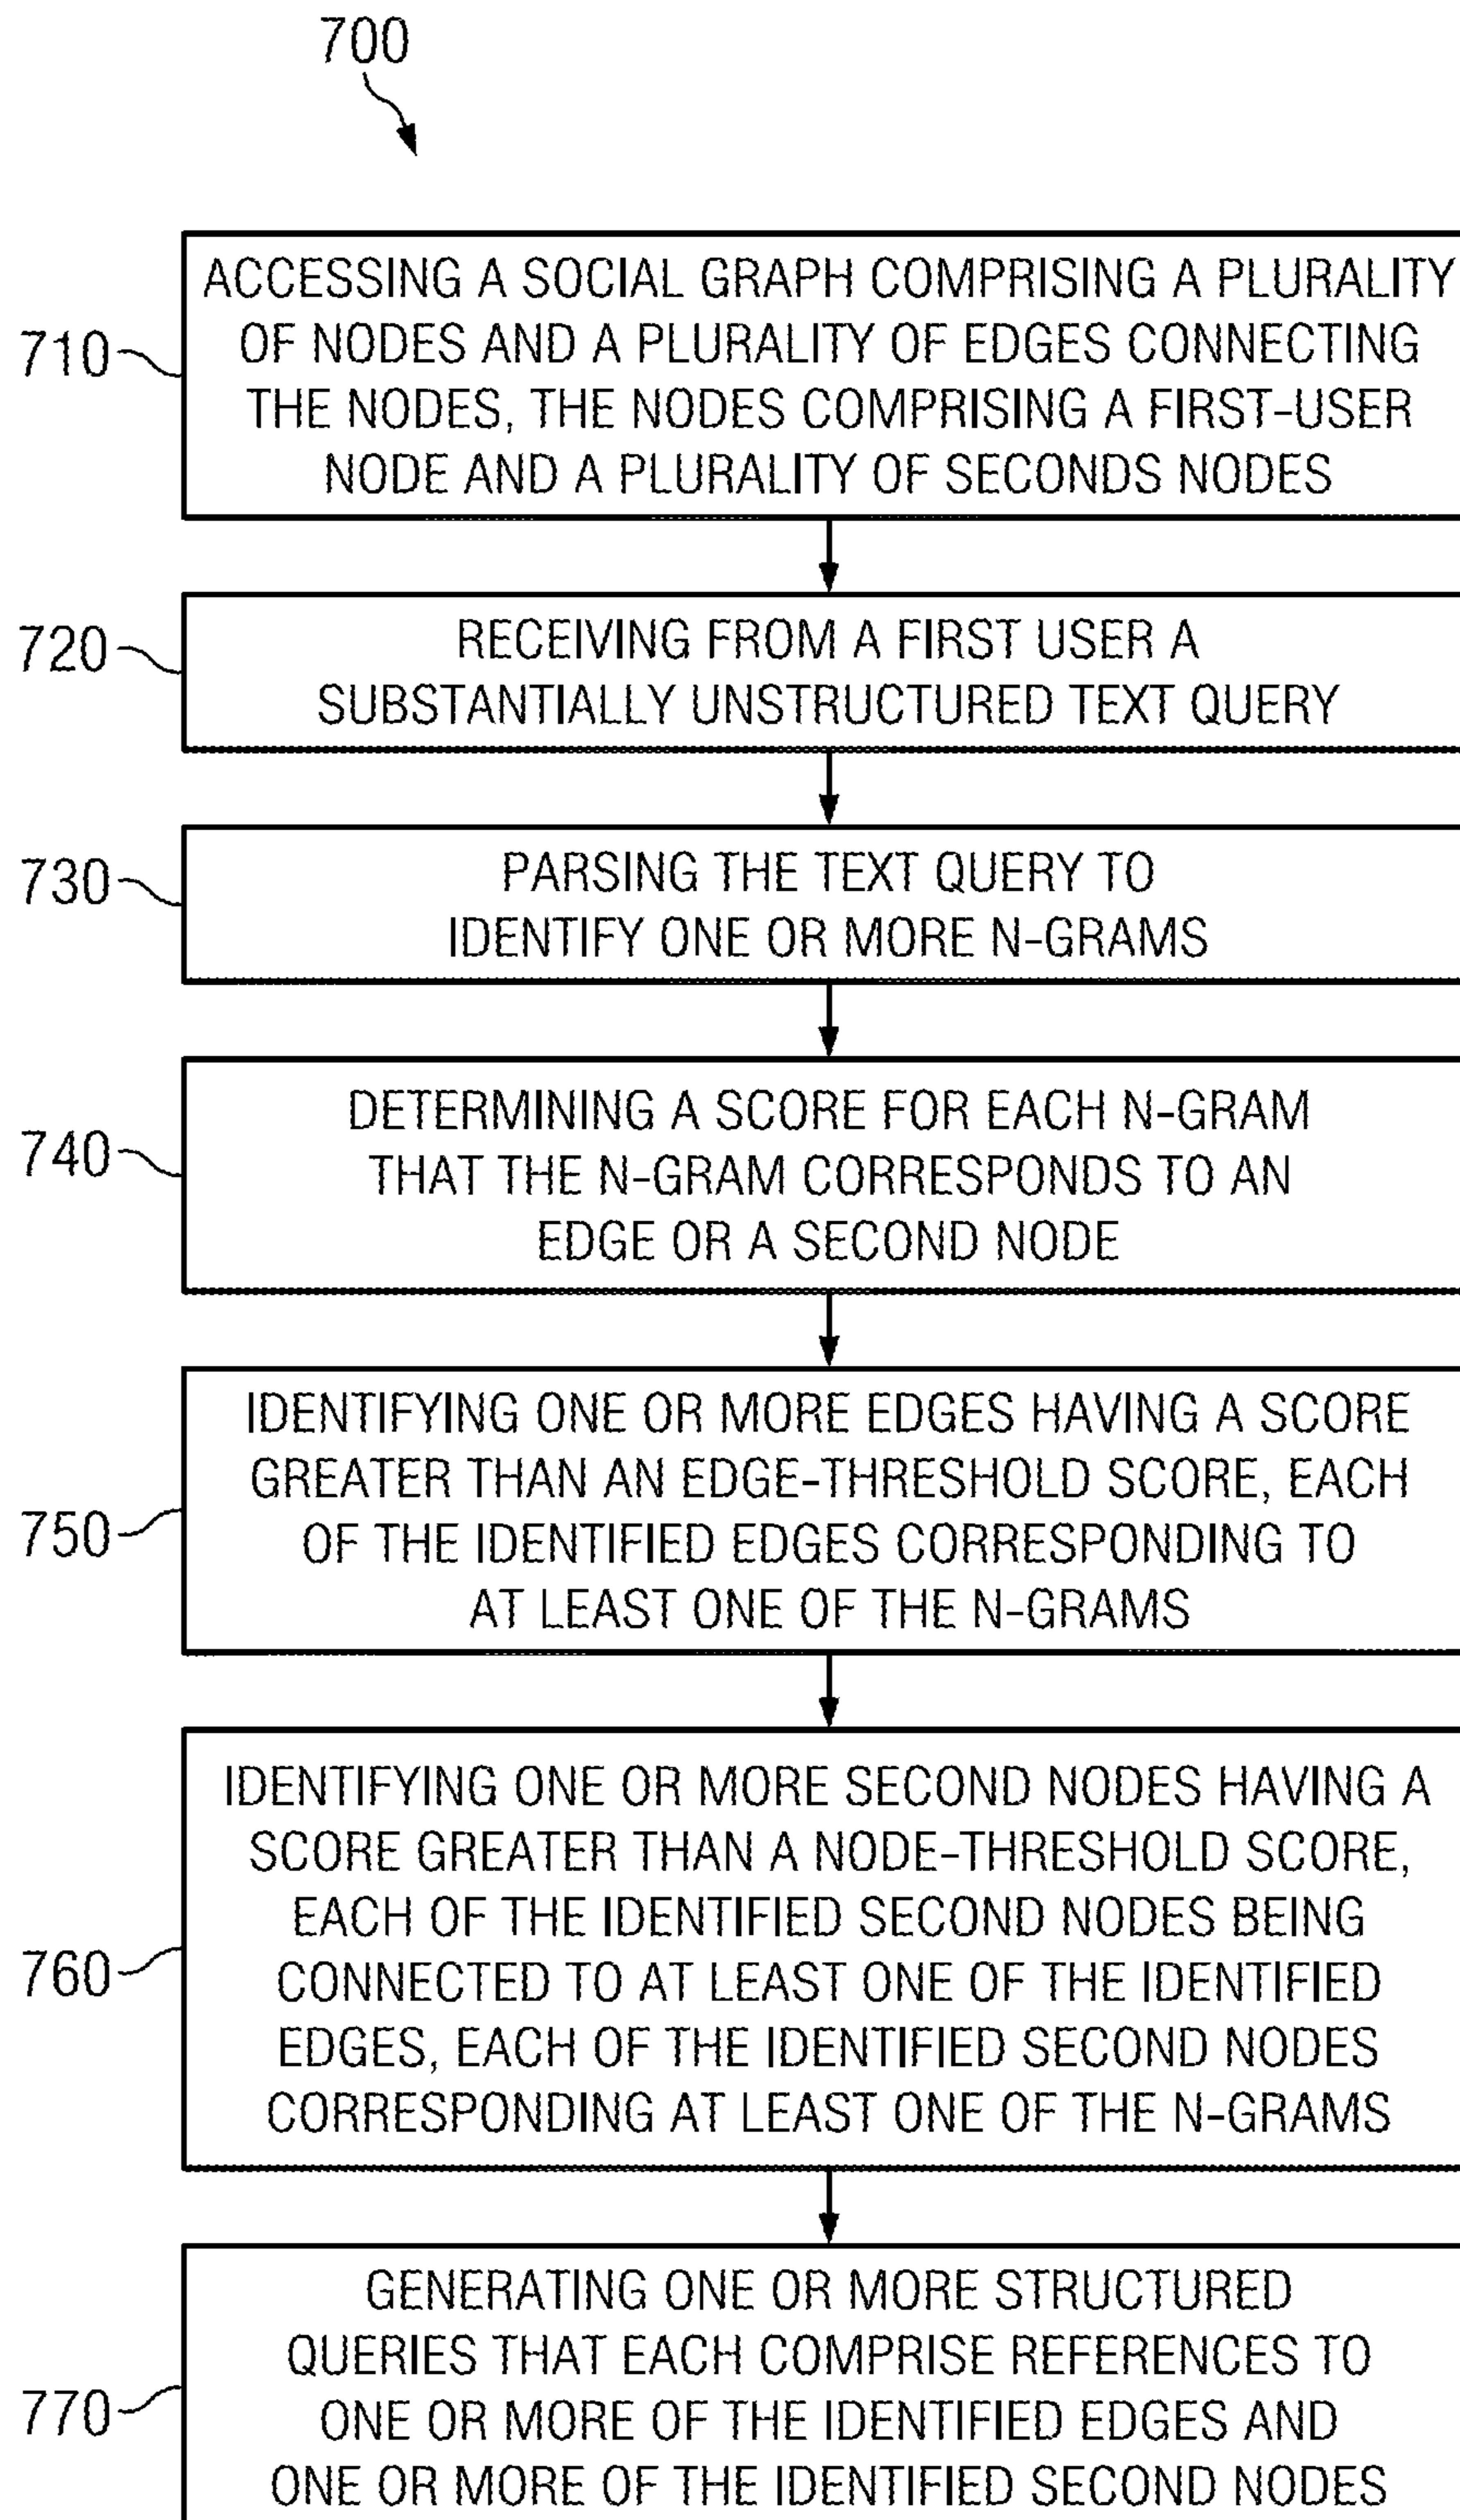 700
710
ACCESSING A SOCIAL GRAPH COMPRISING A PLURALITY
OF NODES AND A PLURALITY OF EDGES CONNECTING
THE NODES, THE NODES COMPRISING A FIRST-USER
NODE AND A PLURALITY OF SECONDS NODES
720
RECEIVING FROM A FIRST USER A
SUBSTANTIALLY UNSTRUCTURED TEXT QUERY
730
PARSING THE TEXT QUERY TO
IDENTIFY ONE OR MORE N-GRAMS
740
DETERMINING A SCORE FOR EACH N-GRAM
THAT THE N-GRAM CORRESPONDS TO AN
EDGE OR A SECOND NODE
750
IDENTIFYING ONE OR MORE EDGES HAVING A SCORE
GREATER THAN AN EDGE-THRESHOLD SCORE, EACH
OF THE IDENTIFIED EDGES CORRESPONDING TO
AT LEAST ONE OF THE N-GRAMS
760
IDENTIFYING ONE OR MORE SECOND NODES HAVING A
SCORE GREATER THAN A NODE-THRESHOLD SCORE,
EACH OF THE IDENTIFIED SECOND NODES BEING
CONNECTED TO AT LEAST ONE OF THE IDENTIFIED
EDGES, EACH OF THE IDENTIFIED SECOND NODES
CORRESPONDING AT LEAST ONE OF THE N-GRAMS
770
GENERATING ONE OR MORE STRUCTURED
QUERIES THAT EACH COMPRISE REFERENCES TO
ONE OR MORE OF THE IDENTIFIED EDGES AND
ONE OR MORE OF THE IDENTIFIED SECOND NODES